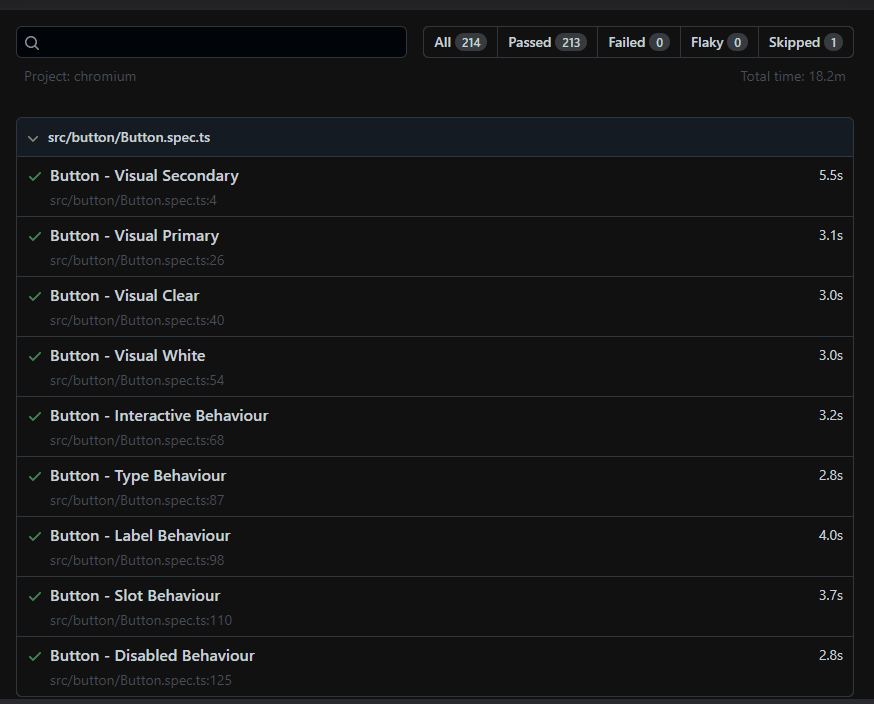 All 214 Passed 213 Failed 0 Flaky 0 Skipped 1
Project: chromium Total time: 18.2m
src/button/Button.spec.ts
Button - Visual Secondary 5.5s
src/button/Button.spec.ts:4
Button - Visual Primary 3.1s
src/button/Button.spec.ts:26
Button - Visual Clear 3.0s
src/button/Button.spec.ts:40
Button - Visual White 3.0s
src/button/Button.spec.ts:54
Button - Interactive Behaviour 3.2s
src/button/Button.spec.ts:68
Button - Type Behaviour 2.8s
src/button/Button.spec.ts:87
Button - Label Behaviour 4.0s
src/button/Button.spec.ts:98
Button - Slot Behaviour 3.7s
src/button/Button.spec.ts:110
Button - Disabled Behaviour 2.8s
src/button/Button.spec.ts:125